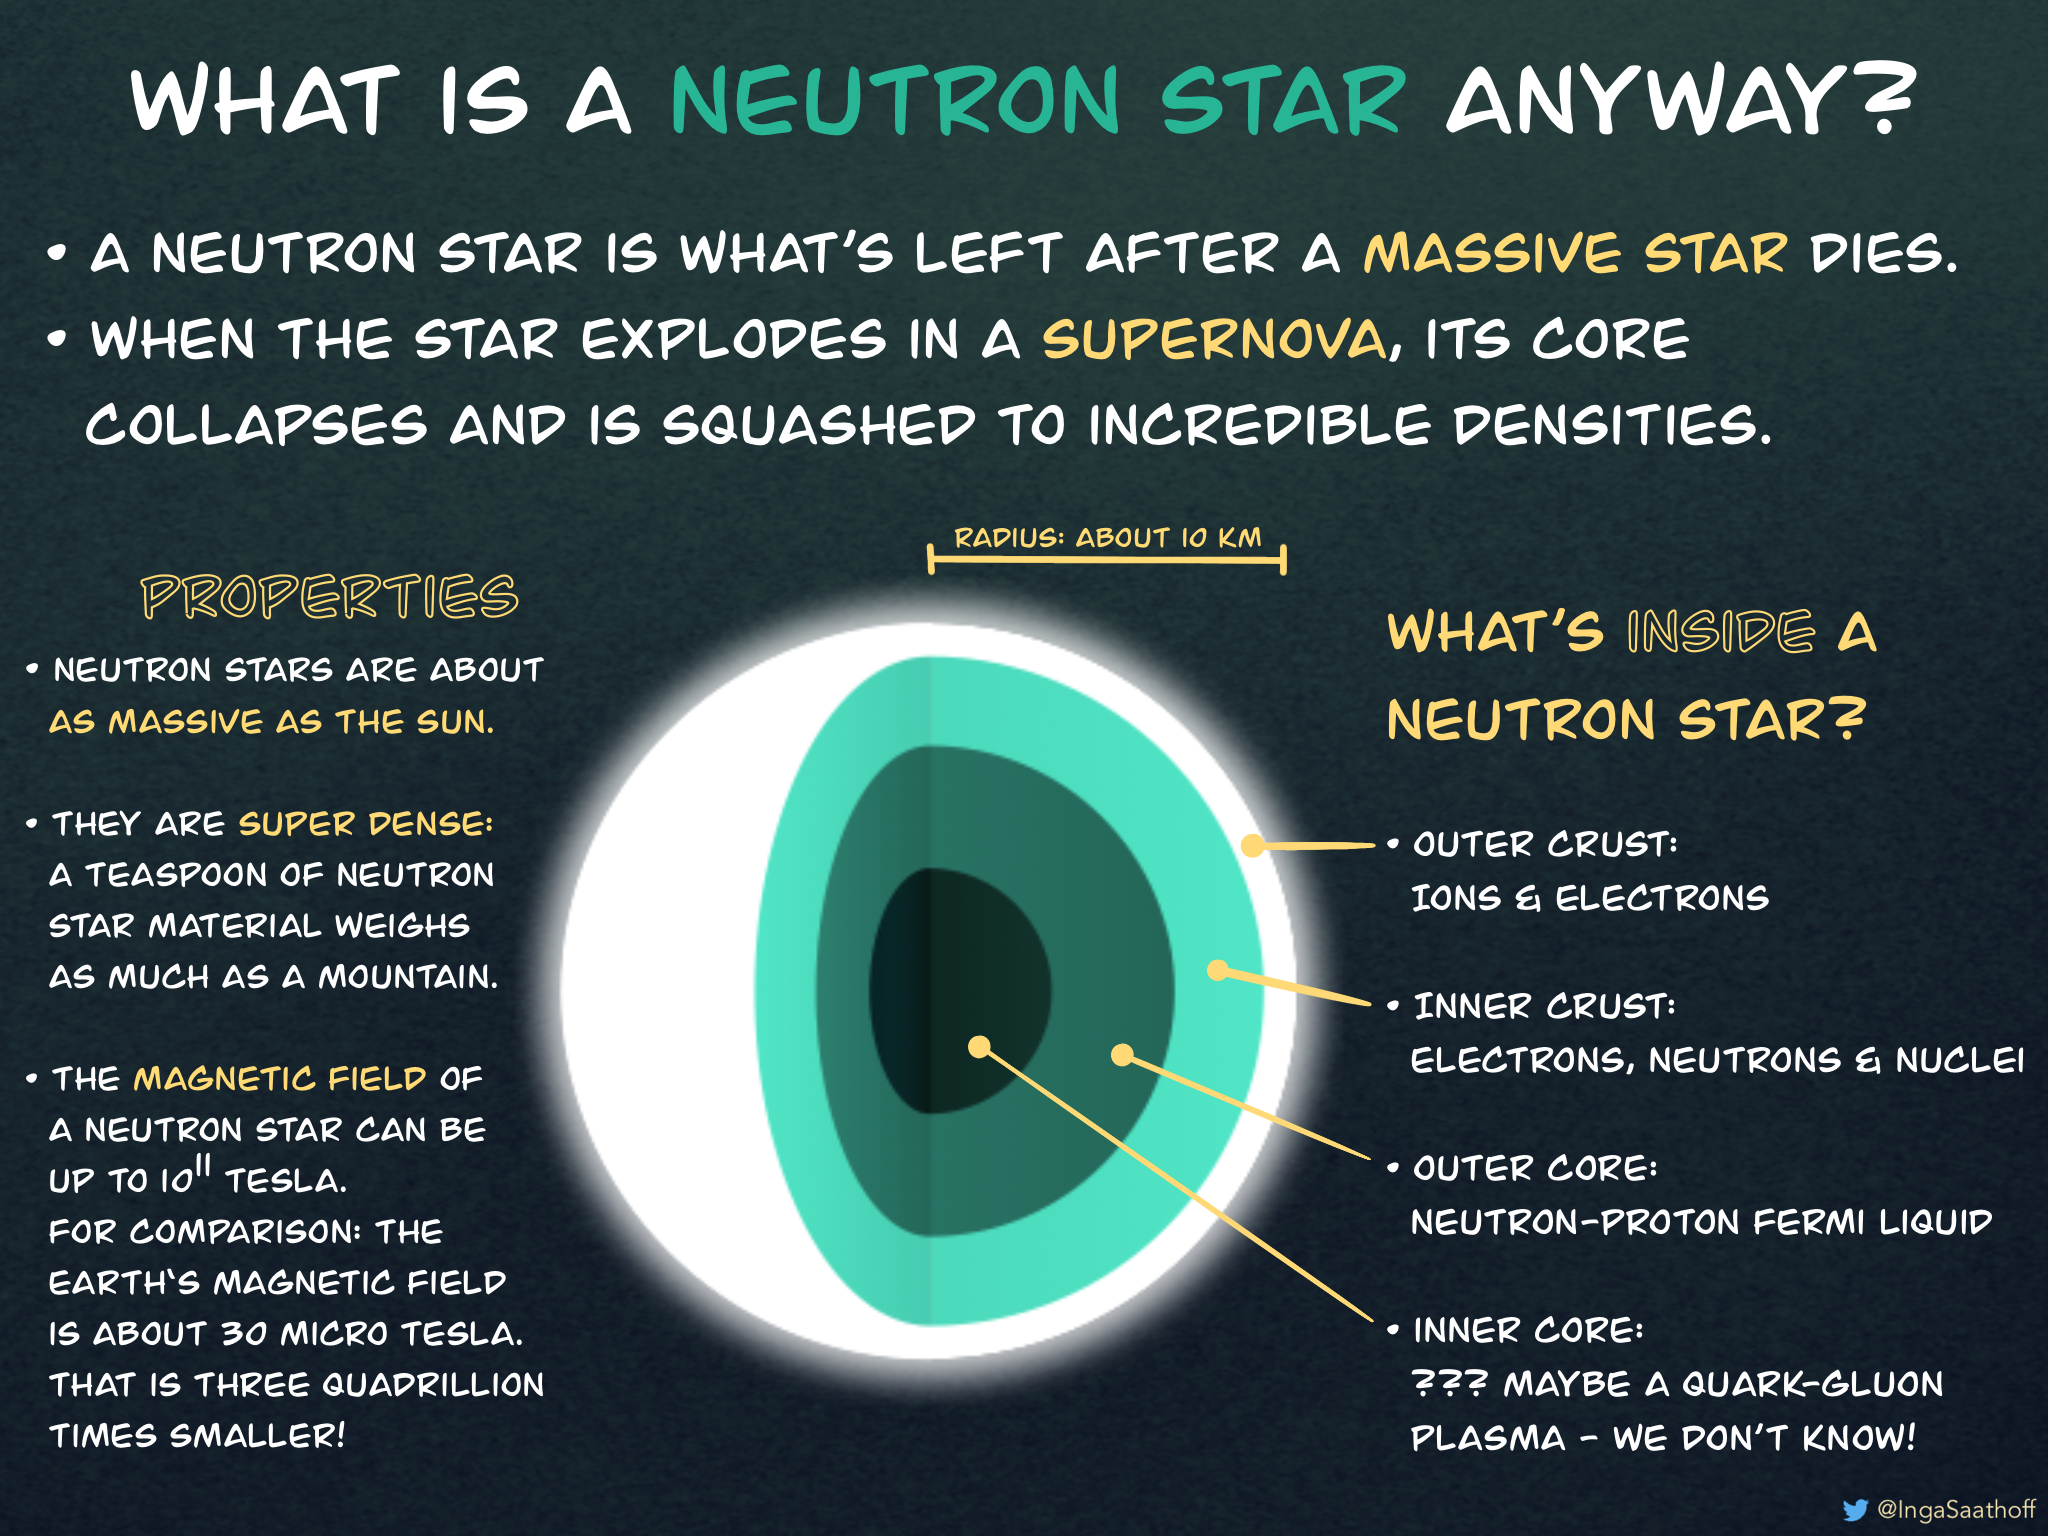 WHAT IS A NEUTRON STAR ANYWAY?
• A NEUTRON STAR IS WHAT'S LEFT AFTER A MASSIVE STAR DIES.
• WHEN THE STAR EXPLODES IN A SUPERNOVA, ITS CORE
COLLAPSES AND IS SQUASHED TO INCREDIBLE DENSITIES.
RADIUS: ABOUT 10 KM
PROPERTIES
• NEUTRON STARS ARE ABOUT
AS MASSIVE AS THE SUN.
• THEY ARE SUPER DENSE:
A TEASPOON OF NEUTRON
STAR MATERIAL WEIGHS
AS MUCH AS A MOUNTAIN.
• THE MAGNETIC FIELD OF
A NEUTRON STAR CAN BE
UP TO 10¹¹ TESLA.
FOR COMPARISON: THE
EARTH‘S MAGNETIC FIELD
IS ABOUT 30 MICRO TESLA.
THAT IS THREE QUADRILLION
TIMES SMALLER!
WHAT'S INSIDE A
NEUTRON STAR?
• OUTER CRUST:
IONS & ELECTRONS
• INNER CRUST:
ELECTRONS, NEUTRONS & NUCLEI
• OUTER CORE:
NEUTRON-PROTON FERMI LIQUID
• INNER CORE:
??? MAYBE A QUARK-GLUON
PLASMA - WE DON'T KNOW!
@IngaSaathoff